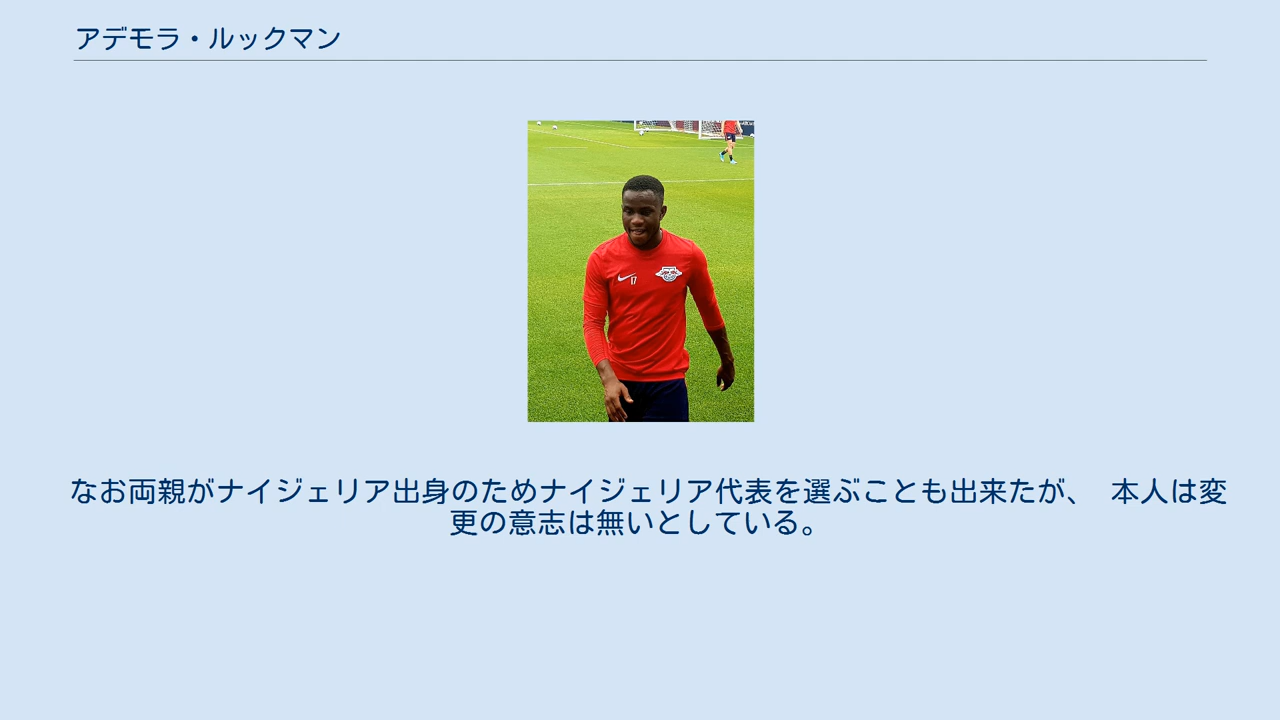 アデモラ・ルックマン
17
なお両親がナイジェリア出身のためナイジェリア代表を選ぶことも出来たが、 本人は変
更の意志は無いとしている。